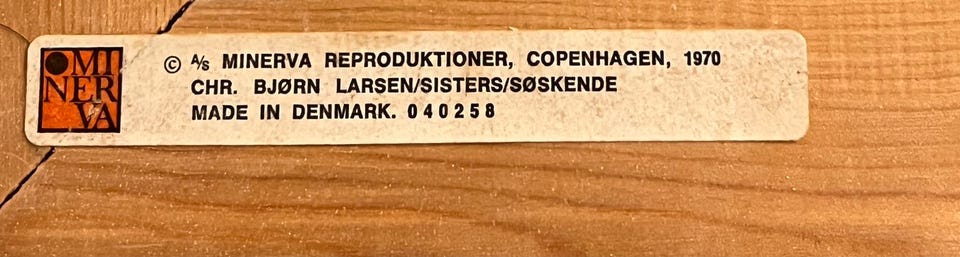 MI
NER
VA
© A/S MINERVA REPRODUKTIONER, COPENHAGEN, 1970
CHR. BJØRN LARSEN/SISTERS/SØSKENDE
MADE IN DENMARK. 040258